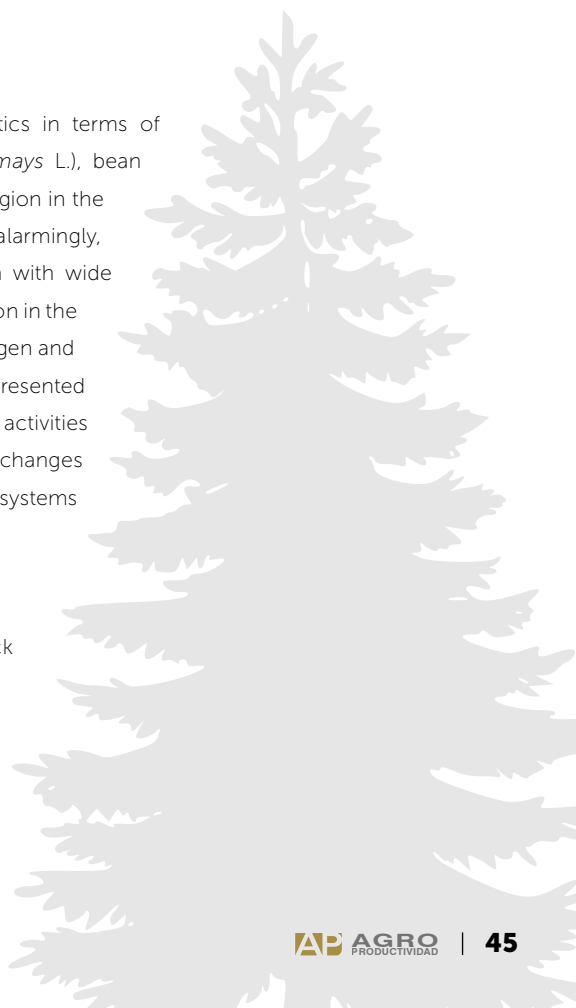 tics in terms of
mays L.), bean
gion in the
alarmingly,
with wide
on in the
gen and
resented
activities
changes
systems
ck
AP AGRO
PRODUCTIVIDAD | 45